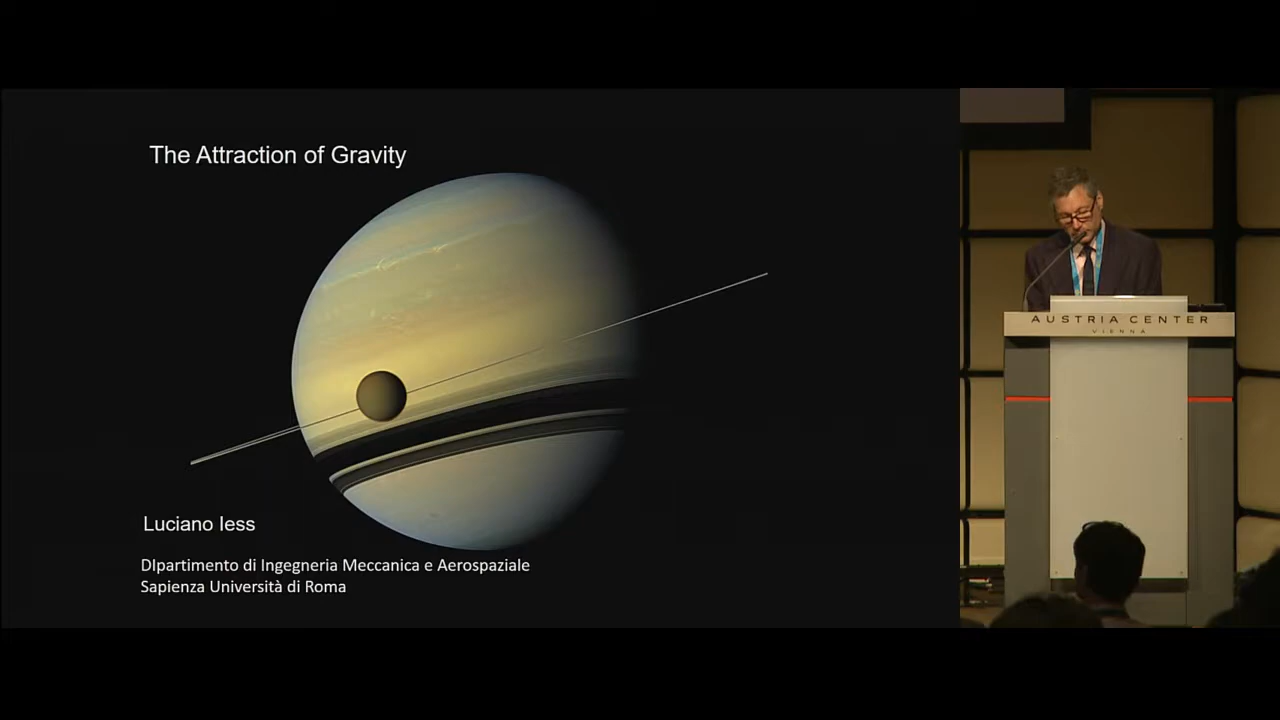 The Attraction of Gravity
Luciano Iess
DIpartimento di Ingegneria Meccanica e Aerospaziale
Sapienza Università di Roma
AUSTRIA CENTER
VIENNA